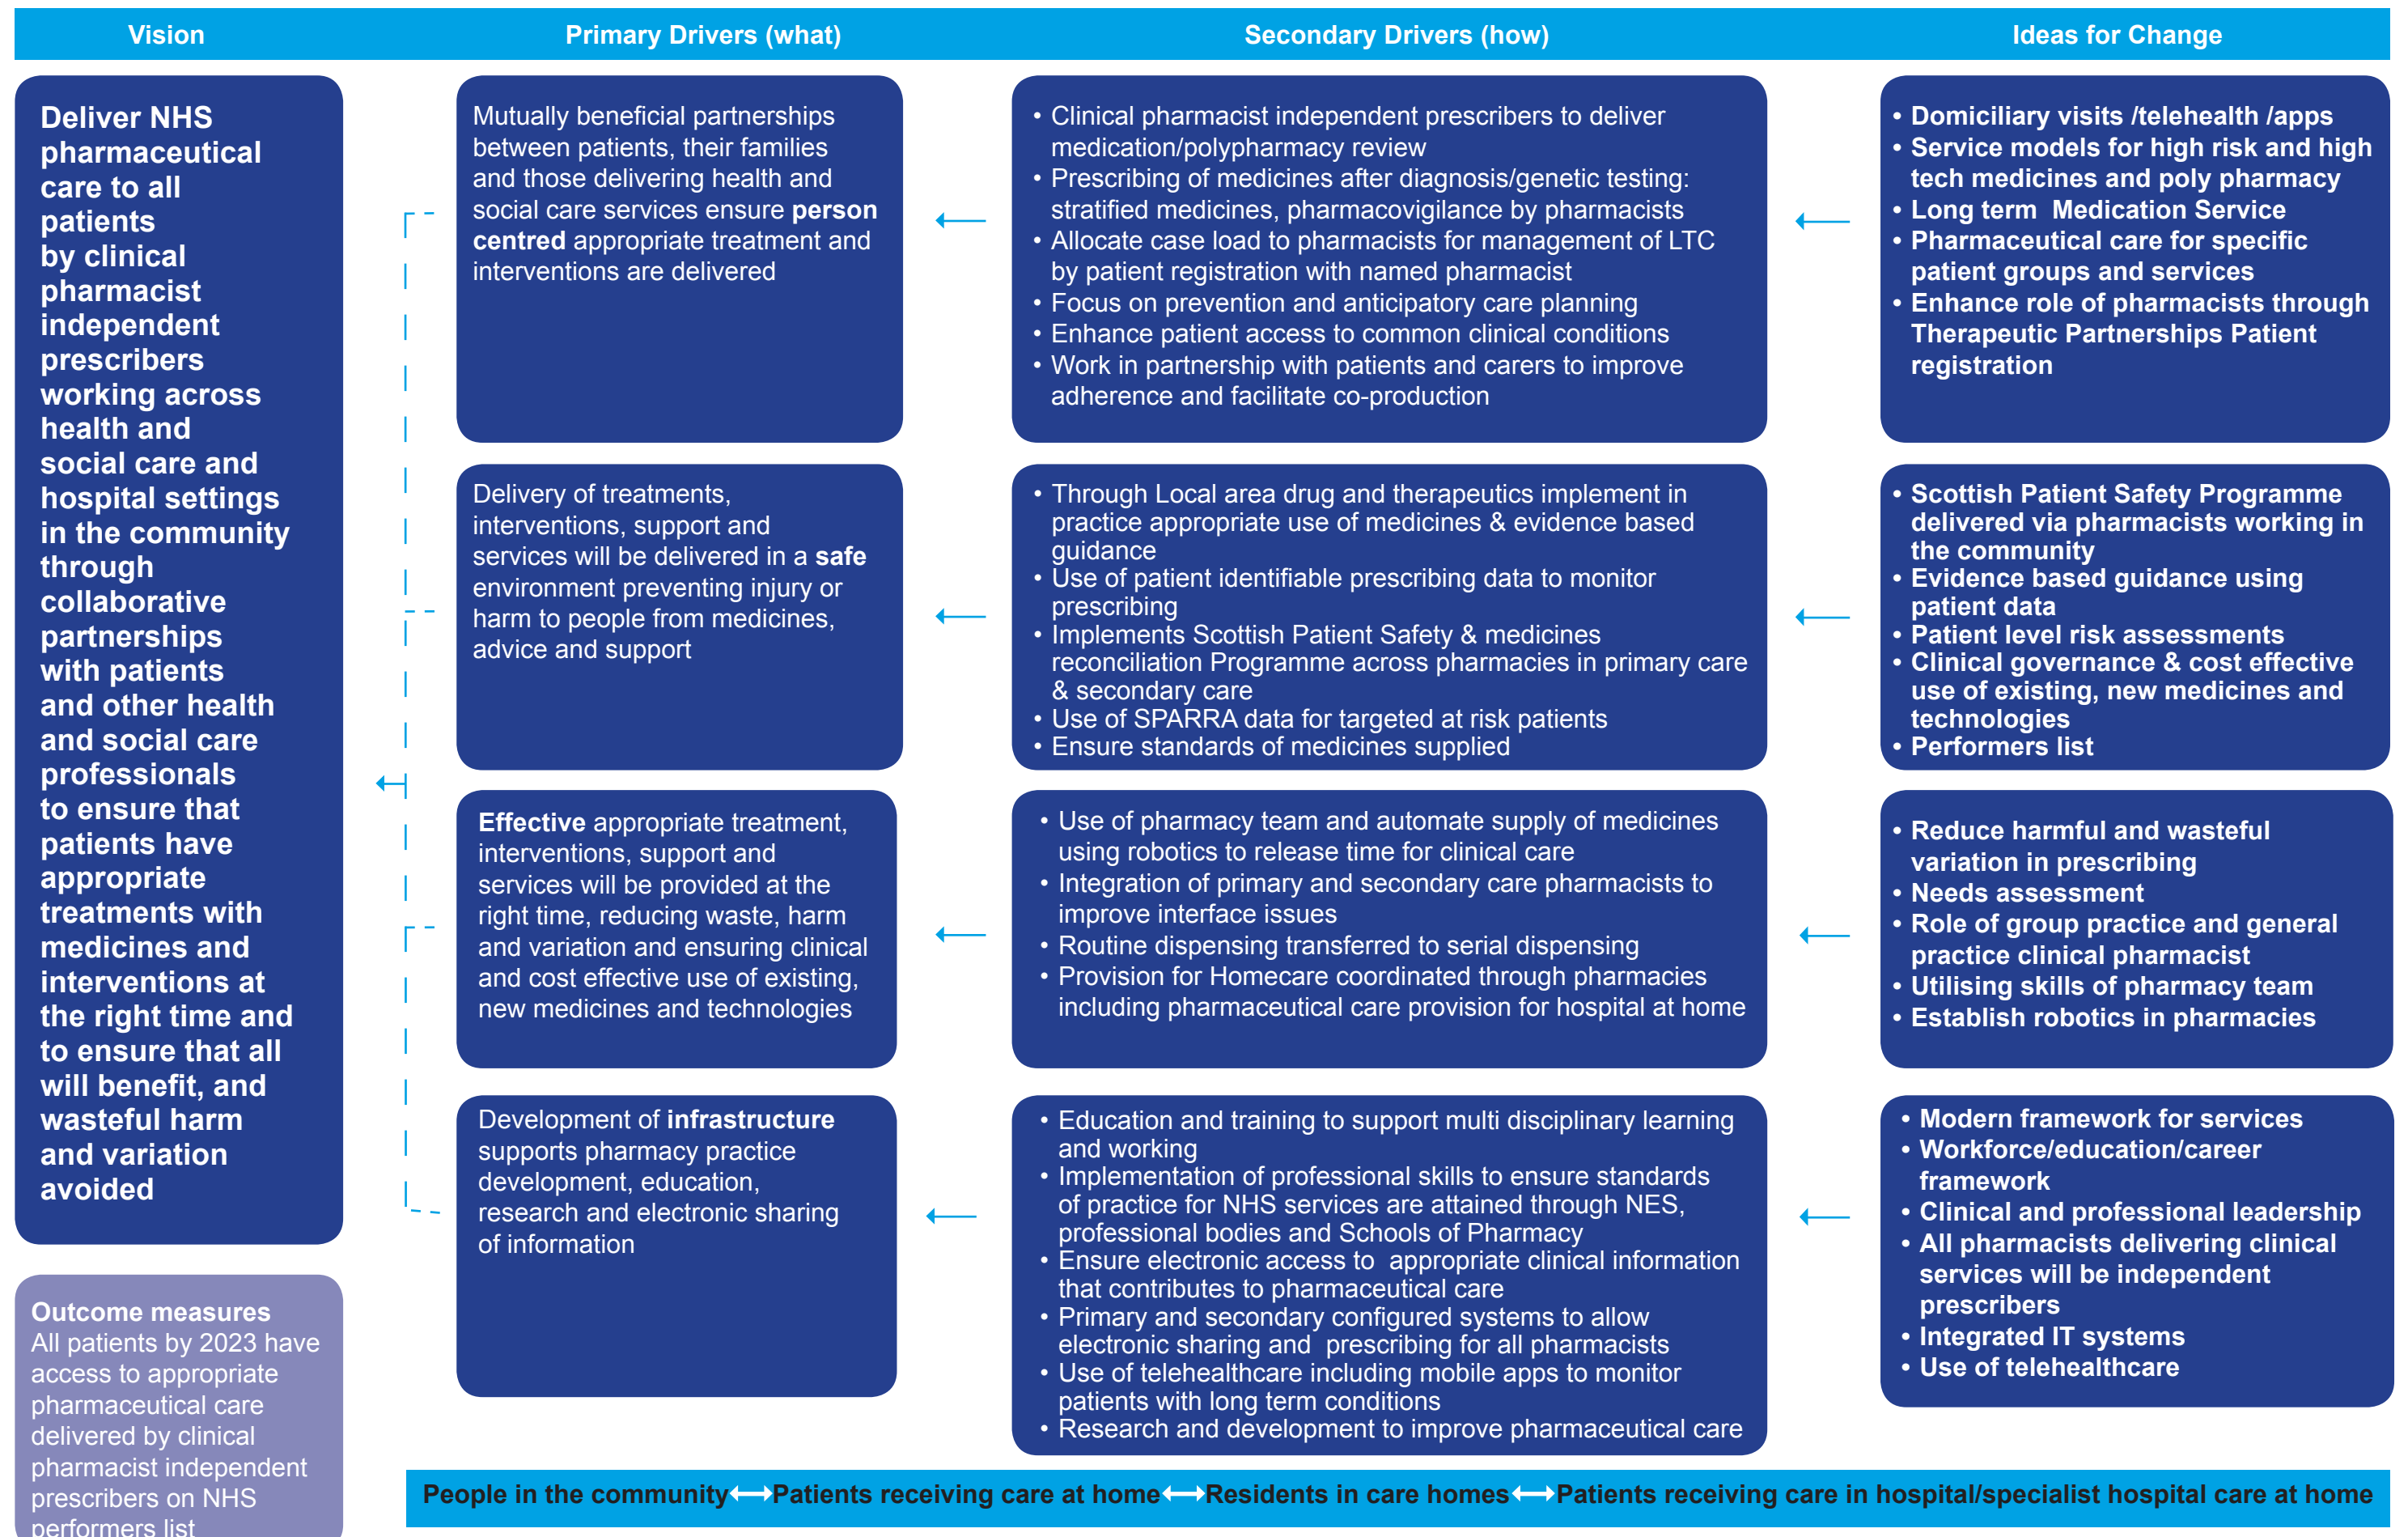 Vision
Primary Drivers (what)
Secondary Drivers (how)
Ideas for Change
Deliver NHS
pharmaceutical
care to all
patients
by clinical
pharmacist
independent
prescribers
working across
health and
social care and
hospital settings
in the community
through
collaborative
partnerships
with patients
and other health
and social care
professionals
to ensure that
patients have
appropriate
treatments with
medicines and
interventions at
the right time and
to ensure that all
will benefit, and
wasteful harm
and variation
avoided
Outcome measures
All patients by 2023 have
access to appropriate
pharmaceutical care
delivered by clinical
pharmacist independent
prescribers on NHS
performers list
Mutually beneficial partnerships
between patients, their families
and those delivering health and
social care services ensure person
centred appropriate treatment and
interventions are delivered
• Clinical pharmacist independent prescribers to deliver
medication/polypharmacy review
• Prescribing of medicines after diagnosis/genetic testing:
stratified medicines, pharmacovigilance by pharmacists
• Allocate case load to pharmacists for management of LTC
by patient registration with named pharmacist
• Focus on prevention and anticipatory care planning
• Enhance patient access to common clinical conditions
• Work in partnership with patients and carers to improve
adherence and facilitate co-production
• Domiciliary visits /telehealth /apps
• Service models for high risk and high
tech medicines and poly pharmacy
• Long term Medication Service
• Pharmaceutical care for specific
patient groups and services
• Enhance role of pharmacists through
Therapeutic Partnerships Patient
registration
Delivery of treatments,
interventions, support and
services will be delivered in a safe
environment preventing injury or
harm to people from medicines,
advice and support
• Through Local area drug and therapeutics implement in
practice appropriate use of medicines & evidence based
guidance
• Use of patient identifiable prescribing data to monitor
prescribing
• Implements Scottish Patient Safety & medicines
reconciliation Programme across pharmacies in primary care
& secondary care
• Use of SPARRA data for targeted at risk patients
• Ensure standards of medicines supplied
• Scottish Patient Safety Programme
delivered via pharmacists working in
the community
• Evidence based guidance using
patient data
• Patient level risk assessments
• Clinical governance & cost effective
use of existing, new medicines and
technologies
• Performers list
Effective appropriate treatment,
interventions, support and
services will be provided at the
right time, reducing waste, harm
and variation and ensuring clinical
and cost effective use of existing,
new medicines and technologies
• Use of pharmacy team and automate supply of medicines
using robotics to release time for clinical care
• Integration of primary and secondary care pharmacists to
improve interface issues
• Routine dispensing transferred to serial dispensing
• Provision for Homecare coordinated through pharmacies
including pharmaceutical care provision for hospital at home
• Reduce harmful and wasteful
variation in prescribing
• Needs assessment
• Role of group practice and general
practice clinical pharmacist
• Utilising skills of pharmacy team
• Establish robotics in pharmacies
Development of infrastructure
supports pharmacy practice
development, education,
research and electronic sharing
of information
• Education and training to support multi disciplinary learning
and working
• Implementation of professional skills to ensure standards
of practice for NHS services are attained through NES,
professional bodies and Schools of Pharmacy
• Ensure electronic access to appropriate clinical information
that contributes to pharmaceutical care
• Primary and secondary configured systems to allow
electronic sharing and prescribing for all pharmacists
• Use of telehealthcare including mobile apps to monitor
patients with long term conditions
• Research and development to improve pharmaceutical care
• Modern framework for services
• Workforce/education/career
framework
• Clinical and professional leadership
• All pharmacists delivering clinical
services will be independent
prescribers
• Integrated IT systems
• Use of telehealthcare
People in the community↔Patients receiving care at home↔Residents in care homes↔Patients receiving care in hospital/specialist hospital care at home